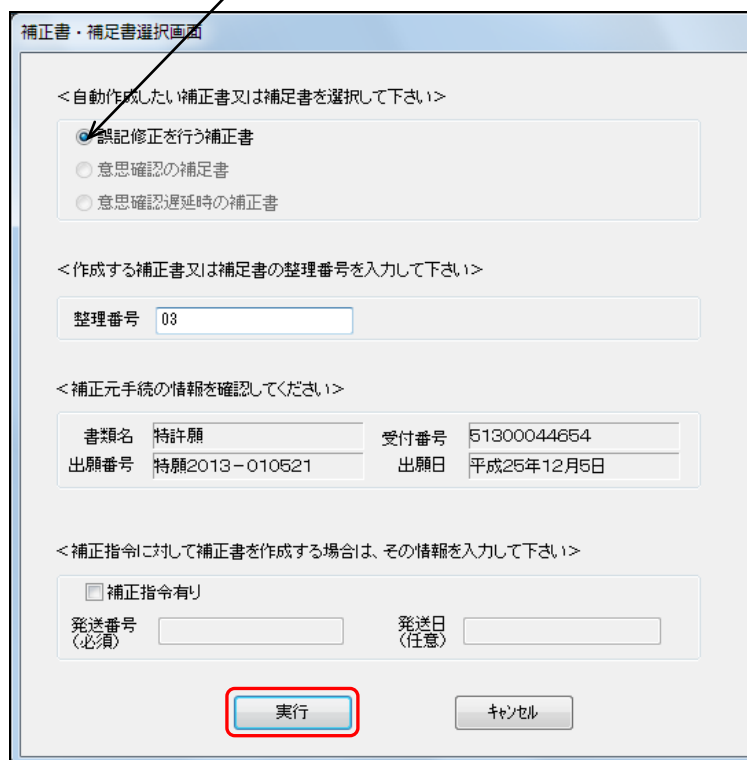 補正書・補足書選択画面
＜自動作成したい補正書又は補足書を選択して下さい＞
誤記修正を行う補正書
意思確認の補足書
意思確認遅延時の補正書
＜作成する補正書又は補足書の整理番号を入力して下さい＞
整理番号 03
＜補正元手続の情報を確認してください＞
書類名 特許願 受付番号 51300044654
出願番号 特願2013－010521 出願日 平成25年12月5日
＜補正指令に対して補正書を作成する場合は、その情報を入力して下さい＞
補正指令有り
発送番号 発送日
（必須） （任意）
実行 ｷｬﾝｾﾙ